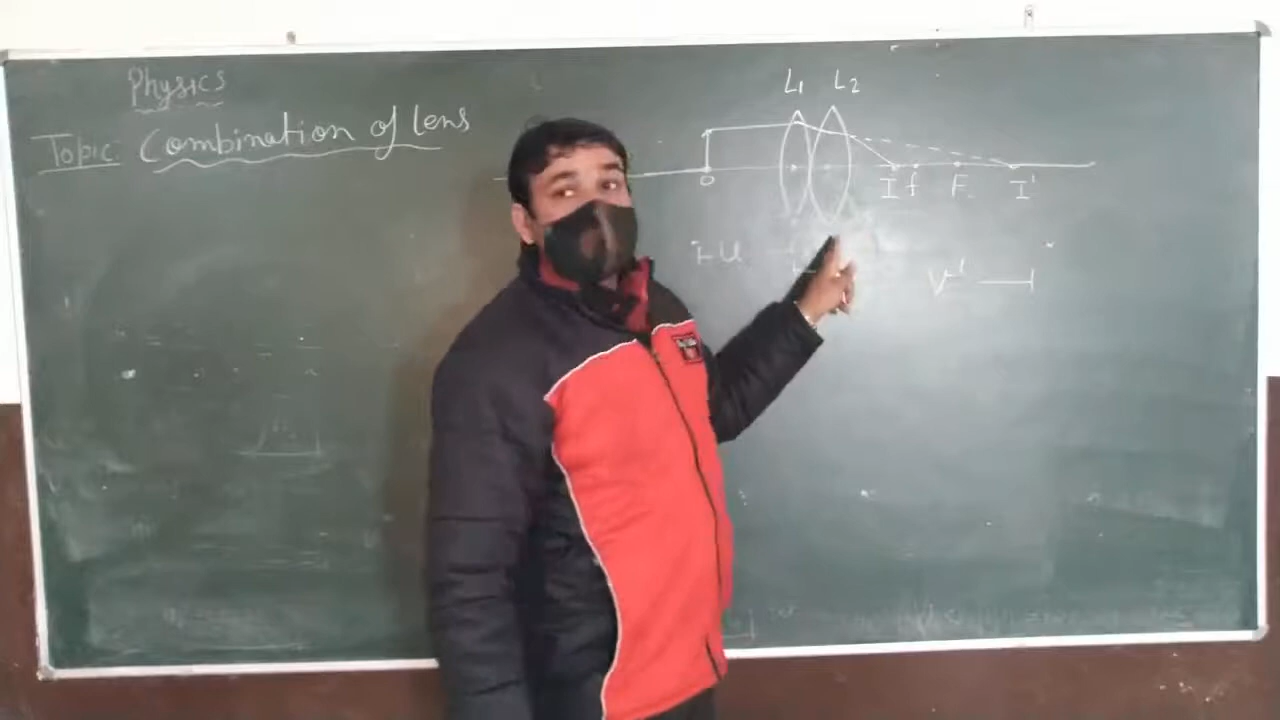 Physics
Topic: Combination of lens
L1 L2
O I f F I'
-u
v'